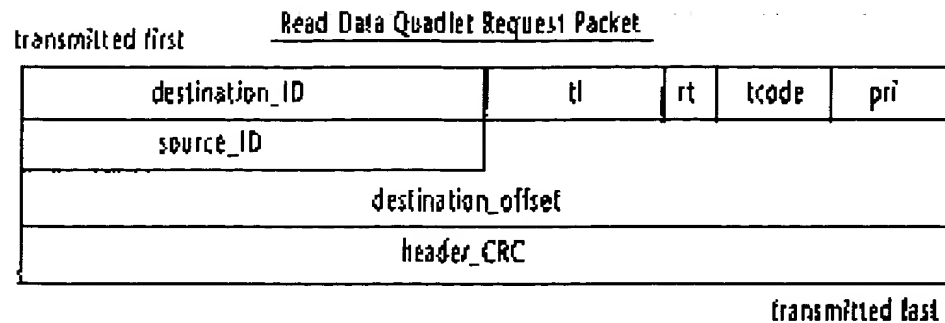 Read Data Quadlet Request Packet
transmitted first
destination_ID tl rt tcode pri
source_ID
destination_offset
header_CRC
transmitted last